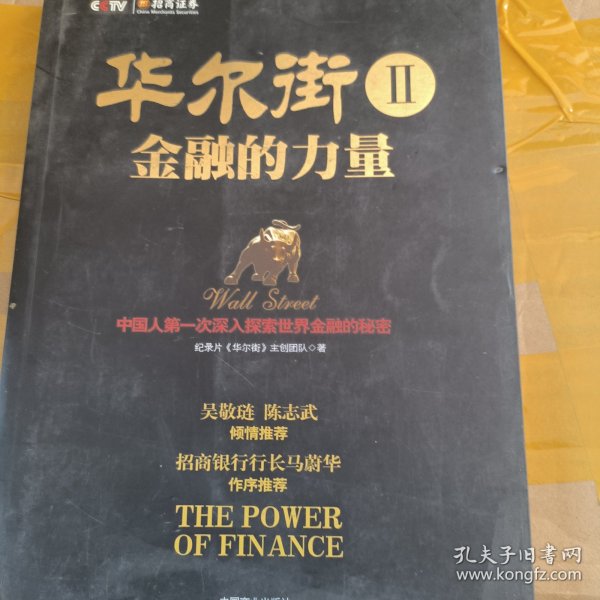 CCTV 招商证券
China Merchants Securities
华尔街 II
金融的力量
Wall Street
中国人第一次深入探索世界金融的秘密
纪录片《华尔街》主创团队◇著
吴敬琏 陈志武
倾情推荐
招商银行行长马蔚华
作序推荐
THE POWER
OF FINANCE
孔夫子旧书网
www.kongfz.com